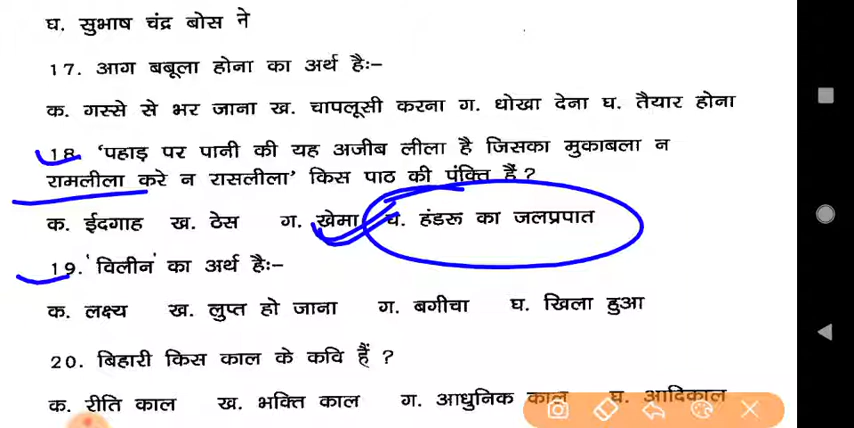 घ. सुभाष चंद्र बोस ने
17. आग बबूला होना का अर्थ है:–
क. गस्से से भर जाना ख. चापलूसी करना ग. धोखा देना घ. तैयार होना
18. 'पहाड़ पर पानी की यह अजीब लीला है जिसका मुकाबला न
रामलीला करे न रासलीला' किस पाठ की पंक्ति हैं ?
क. ईदगाह ख. ठेस ग. खेमा घ. हंडरू का जलप्रपात
19. 'विलीन' का अर्थ है:–
क. लक्ष्य ख. लुप्त हो जाना ग. बगीचा घ. खिला हुआ
20. बिहारी किस काल के कवि हैं ?
क. रीति काल ख. भक्ति काल ग. आधुनिक काल घ. आदिकाल